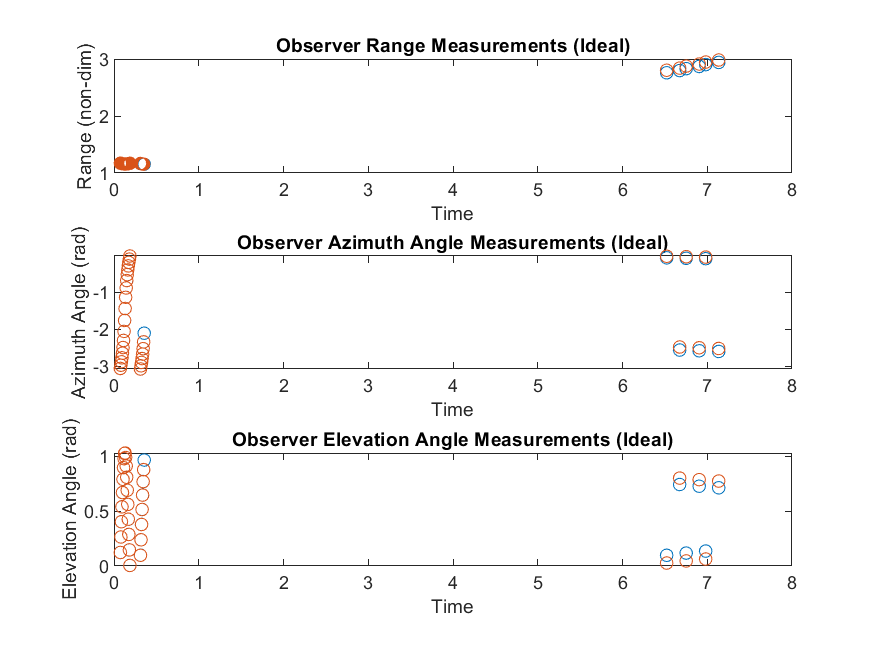 Observer Range Measurements (Ideal)
Range (non-dim)
3
2
1
0 1 2 3 4 5 6 7 8
Time
Observer Azimuth Angle Measurements (Ideal)
Azimuth Angle (rad)
-1
-2
-3
0 1 2 3 4 5 6 7 8
Time
Observer Elevation Angle Measurements (Ideal)
Elevation Angle (rad)
1
0.5
0
0 1 2 3 4 5 6 7 8
Time